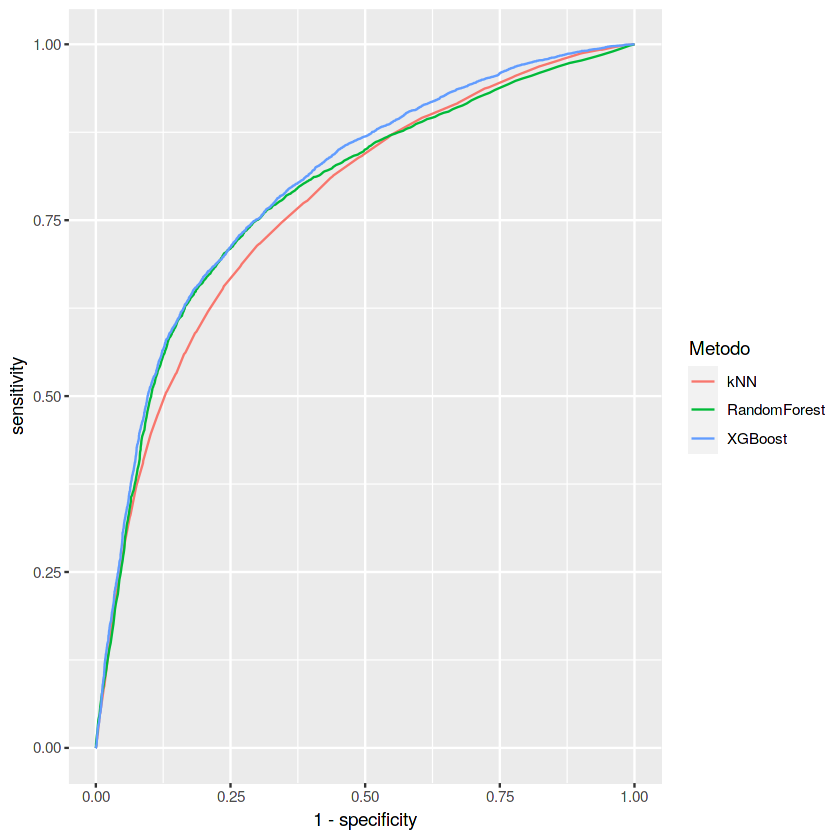 1.00
0.75
0.50
0.25
0.00
sensitivity
0.00 0.25 0.50 0.75 1.00
1 - specificity
Metodo
kNN
RandomForest
XGBoost